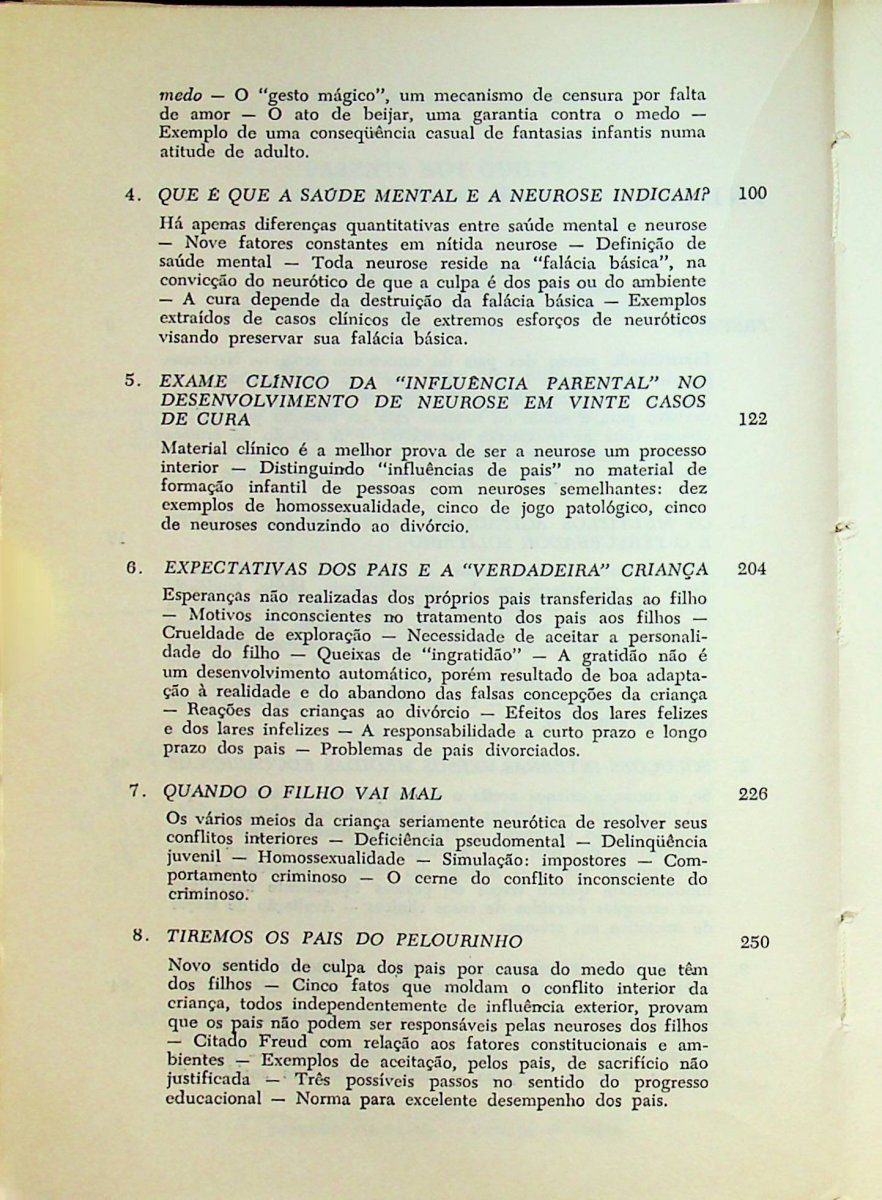 medo — O “gesto mágico”, um mecanismo de censura por falta
de amor — O ato de beijar, uma garantia contra o medo —
Exemplo de uma conseqüência casual de fantasias infantis numa
atitude de adulto.
4. QUE É QUE A SAÚDE MENTAL E A NEUROSE INDICAM? 100
Há apenas diferenças quantitativas entre saúde mental e neurose
— Nove fatores constantes em nítida neurose — Definição de
saúde mental — Toda neurose reside na “falácia básica”, na
convicção do neurótico de que a culpa é dos pais ou do ambiente
— A cura depende da destruição da falácia básica — Exemplos
extraídos de casos clínicos de extremos esforços de neuróticos
visando preservar sua falácia básica.
5. EXAME CLÍNICO DA “INFLUÊNCIA PARENTAL” NO
DESENVOLVIMENTO DE NEUROSE EM VINTE CASOS
DE CURA 122
Material clínico é a melhor prova de ser a neurose um processo
interior — Distinguindo “influências de pais” no material de
formação infantil de pessoas com neuroses semelhantes: dez
exemplos de homossexualidade, cinco de jogo patológico, cinco
de neuroses conduzindo ao divórcio.
6. EXPECTATIVAS DOS PAIS E A “VERDADEIRA” CRIANÇA 204
Esperanças não realizadas dos próprios pais transferidas ao filho
— Motivos inconscientes no tratamento dos pais aos filhos —
Crueldade de exploração — Necessidade de aceitar a personali-
dade do filho — Queixas de “ingratidão” — A gratidão não é
um desenvolvimento automático, porém resultado de boa adapta-
ção à realidade e do abandono das falsas concepções da criança
— Reações das crianças ao divórcio — Efeitos dos lares felizes
e dos lares infelizes — A responsabilidade a curto prazo e longo
prazo dos pais — Problemas de pais divorciados.
7. QUANDO O FILHO VAI MAL 226
Os vários meios da criança seriamente neurótica de resolver seus
conflitos interiores — Deficiência pseudomental — Delinqüência
juvenil — Homossexualidade — Simulação: impostores — Com-
portamento criminoso — O cerne do conflito inconsciente do
criminoso.
8. TIREMOS OS PAIS DO PELOURINHO 250
Novo sentido de culpa dos pais por causa do medo que têm
dos filhos — Cinco fatos que moldam o conflito interior da
criança, todos independentemente de influência exterior, provam
que os pais não podem ser responsáveis pelas neuroses dos filhos
— Citado Freud com relação aos fatores constitucionais e am-
bientes — Exemplos de aceitação, pelos pais, de sacrifício não
justificada — Três possíveis passos no sentido do progresso
educacional — Norma para excelente desempenho dos pais.